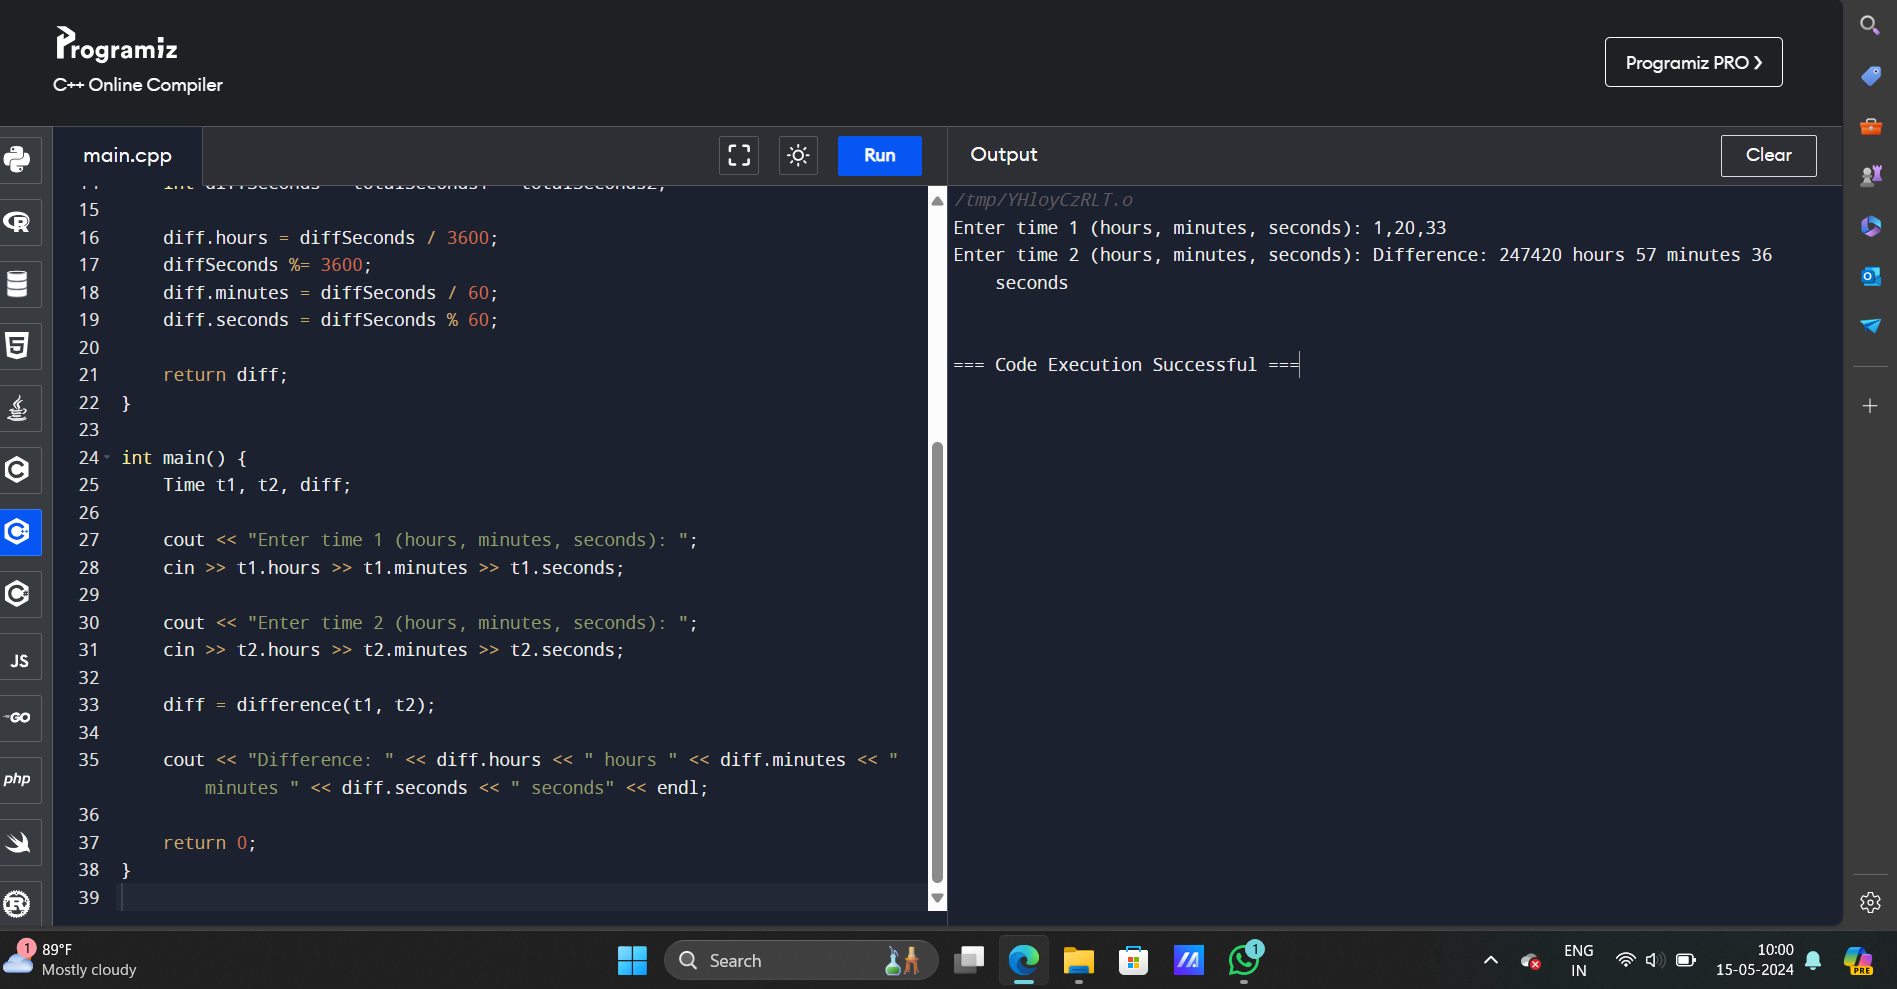 Programiz
C++ Online Compiler
Programiz PRO ❯
main.cpp
Run
Output
Clear
14 int diffSeconds = totalSeconds1 - totalSeconds2;
15
16 diff.hours = diffSeconds / 3600;
17 diffSeconds %= 3600;
18 diff.minutes = diffSeconds / 60;
19 diff.seconds = diffSeconds % 60;
20
21 return diff;
22 }
23
24 int main() {
25 Time t1, t2, diff;
26
27 cout << "Enter time 1 (hours, minutes, seconds): ";
28 cin >> t1.hours >> t1.minutes >> t1.seconds;
29
30 cout << "Enter time 2 (hours, minutes, seconds): ";
31 cin >> t2.hours >> t2.minutes >> t2.seconds;
32
33 diff = difference(t1, t2);
34
35 cout << "Difference: " << diff.hours << " hours " << diff.minutes << "
minutes " << diff.seconds << " seconds" << endl;
36
37 return 0;
38 }
39
/tmp/YHloyCzRLT.o
Enter time 1 (hours, minutes, seconds): 1,20,33
Enter time 2 (hours, minutes, seconds): Difference: 247420 hours 57 minutes 36
seconds
=== Code Execution Successful ===
JS
GO
php
1
89°F
Mostly cloudy
Search
1
ENG
IN
10:00
15-05-2024
PRE